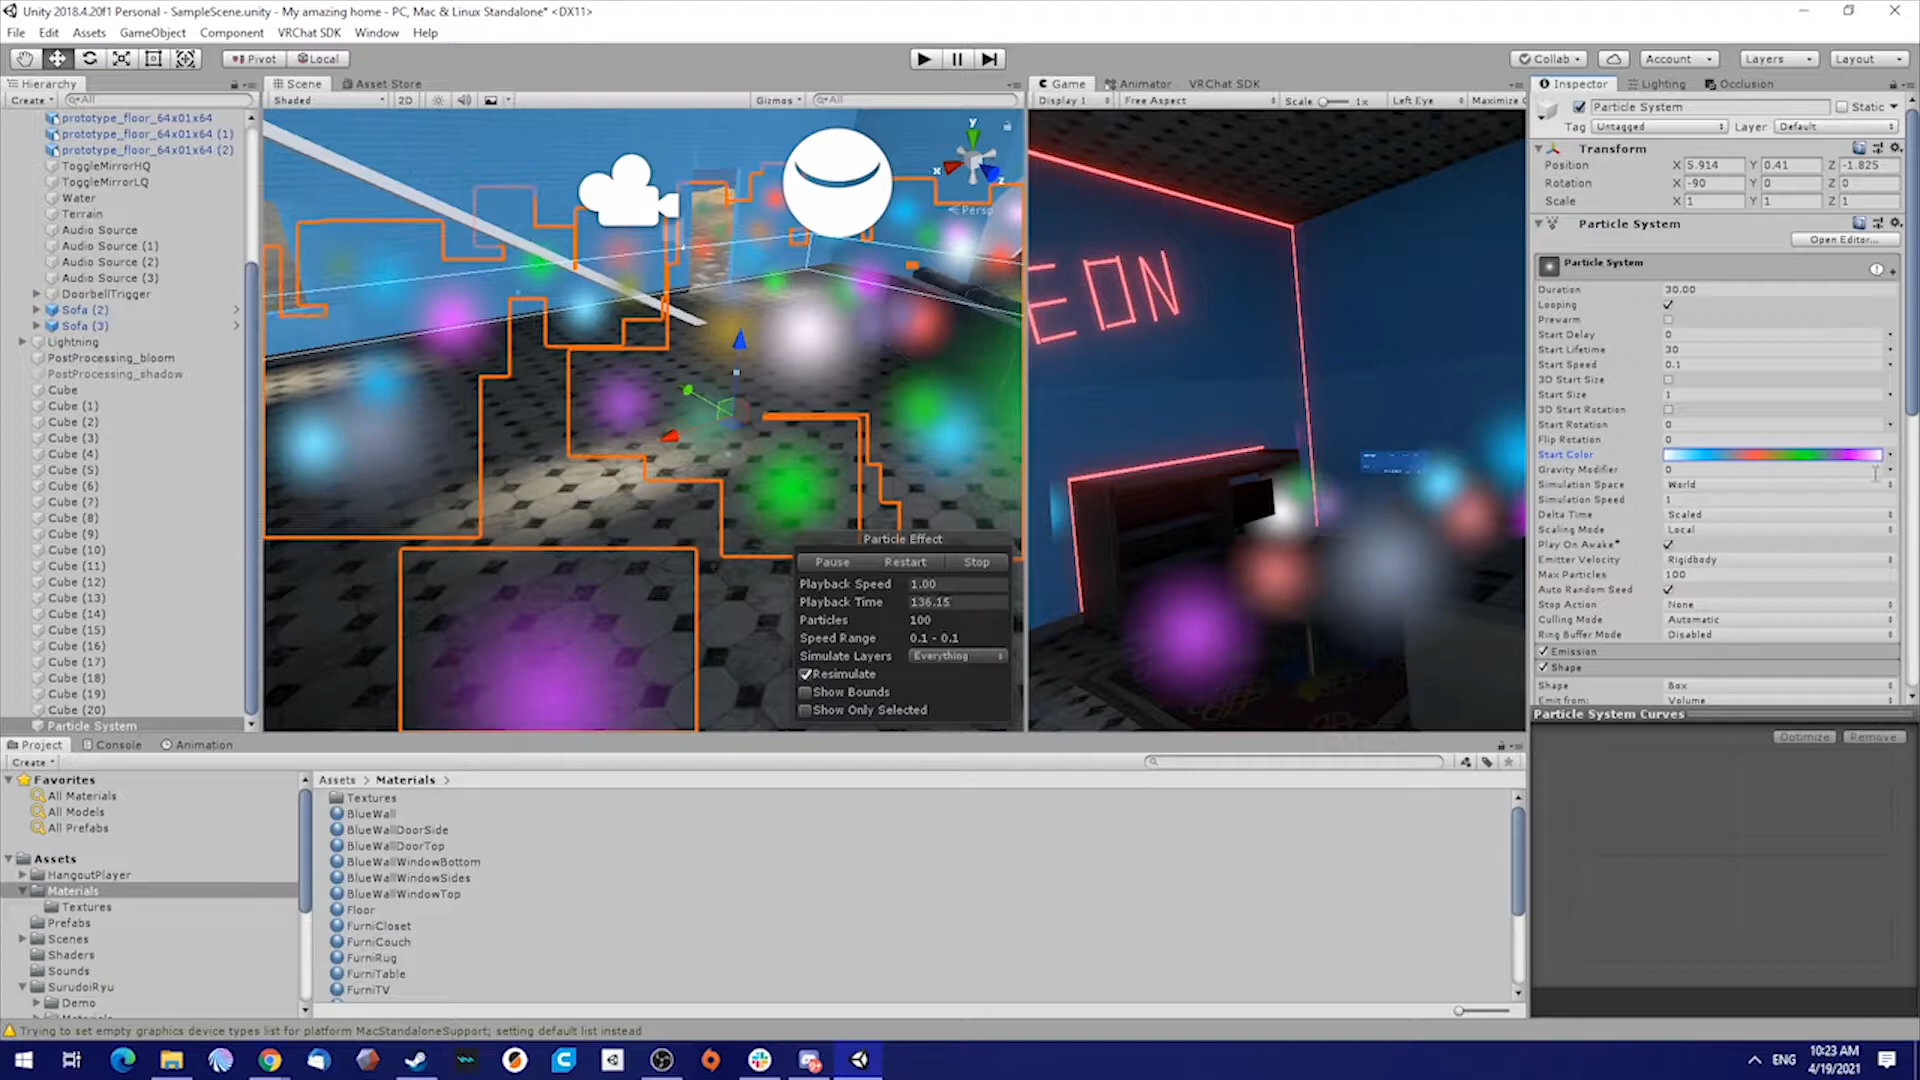 Unity 2018.4.20f1 Personal - SampleScene.unity - My amazing home - PC, Mac & Linux Standalone* <DX11>
File Edit Assets GameObject Component VRChat SDK Window Help
Pivot Local Collab Account Layers Layout
Hierarchy
Create All
prototype_floor_64x01x64
prototype_floor_64x01x64 (1)
prototype_floor_64x01x64 (2)
ToggleMirrorHQ
ToggleMirrorLQ
Water
Terrain
Audio Source
Audio Source (1)
Audio Source (2)
Audio Source (3)
DoorbellTrigger
Sofa (2)
Sofa (3)
Lightning
PostProcessing_bloom
PostProcessing_shadow
Cube
Cube (1)
Cube (2)
Cube (3)
Cube (4)
Cube (5)
Cube (6)
Cube (7)
Cube (8)
Cube (9)
Cube (10)
Cube (11)
Cube (12)
Cube (13)
Cube (14)
Cube (15)
Cube (16)
Cube (17)
Cube (18)
Cube (19)
Cube (20)
Particle System
Scene Asset Store
Shaded 2D Gizmos All
y
x
z
Persp
Particle Effect
Pause Restart Stop
Playback Speed 1.00
Playback Time 136.15
Particles 100
Speed Range 0.1 - 0.1
Simulate Layers Everything
Resimulate
Show Bounds
Show Only Selected
Game Animator VRChat SDK
Display 1 Free Aspect Scale 1x Left Eye Maximize
EON
Inspector Lighting Occlusion
Particle System Static
Tag Untagged Layer Default
Transform
Position X 5.914 Y 0.41 Z -1.825
Rotation X -90 Y 0 Z 0
Scale X 1 Y 1 Z 1
Particle System
Open Editor...
Particle System
Duration 30.00
Looping
Prewarm
Start Delay 0
Start Lifetime 30
Start Speed 0.1
3D Start Size
Start Size 1
3D Start Rotation
Start Rotation 0
Flip Rotation 0
Start Color
Gravity Modifier 0
Simulation Space World
Simulation Speed 1
Delta Time Scaled
Scaling Mode Local
Play On Awake*
Emitter Velocity Rigidbody
Max Particles 100
Auto Random Seed
Stop Action None
Culling Mode Automatic
Ring Buffer Mode Disabled
Emission
Shape
Shape Box
Emit from: Volume
Particle System Curves
Optimize Remove
Project Console Animation
Create
Favorites
All Materials
All Models
All Prefabs
Assets
HangoutPlayer
Materials
Textures
Prefabs
Scenes
Shaders
Sounds
SurudoiRyu
Demo
Materials
Assets > Materials >
Textures
BlueWall
BlueWallDoorSide
BlueWallDoorTop
BlueWallWindowBottom
BlueWallWindowSides
BlueWallWindowTop
Floor
FurniCloset
FurniCouch
FurniRug
FurniTable
FurniTV
Trying to set empty graphics device types list for platform MacStandaloneSupport; setting default list instead
ENG
10:23 AM
4/19/2021